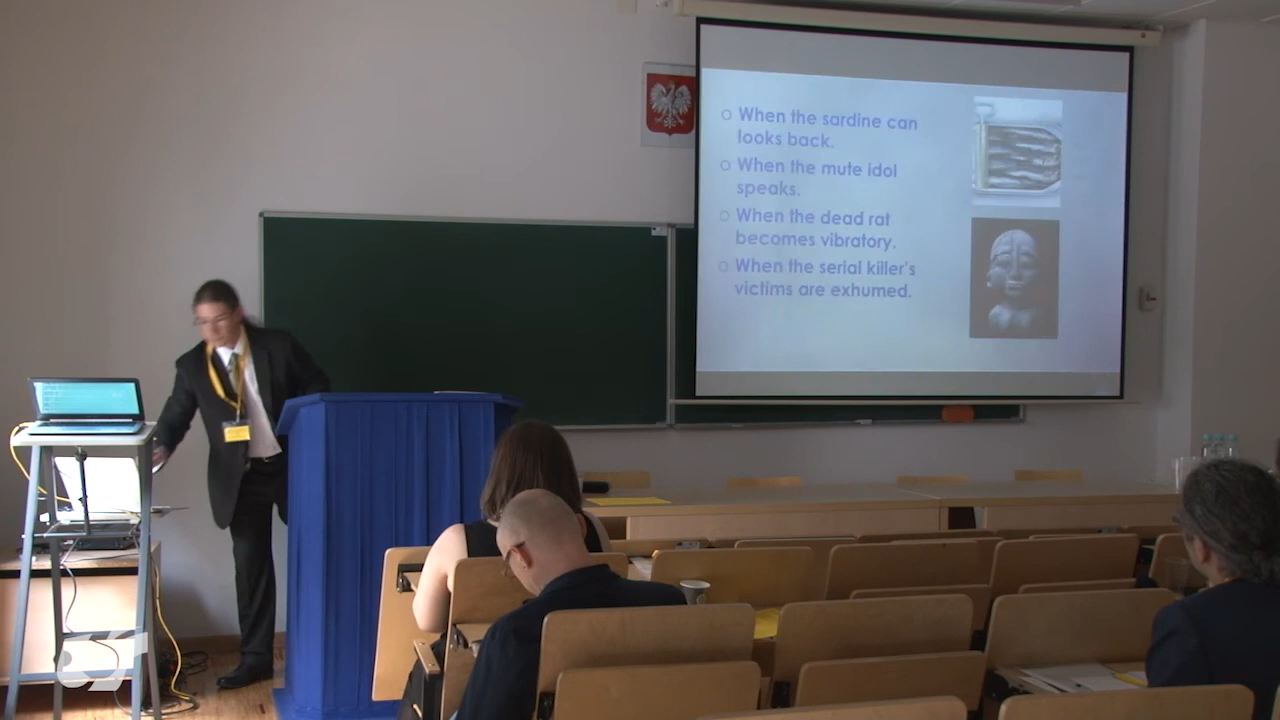 When the sardine can
looks back.
When the mute idol
speaks.
When the dead rat
becomes vibratory.
When the serial killer's
victims are exhumed.